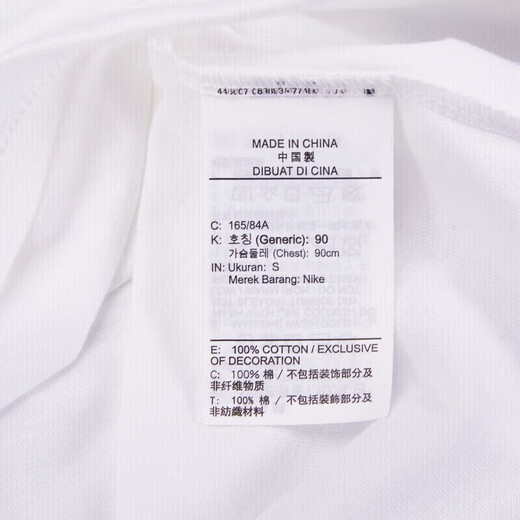 MADE IN CHINA
中国製
DIBUAT DI CINA
C: 165/84A
K: 호칭 (Generic): 90
가슴둘레 (Chest): 90cm
IN: Ukuran: S
Merek Barang: Nike
E: 100% COTTON / EXCLUSIVE
OF DECORATION
C: 100% 棉 / 不包括装饰部分及
非纤维物质
T: 100% 棉 / 不包括裝飾部分及
非紡織材料